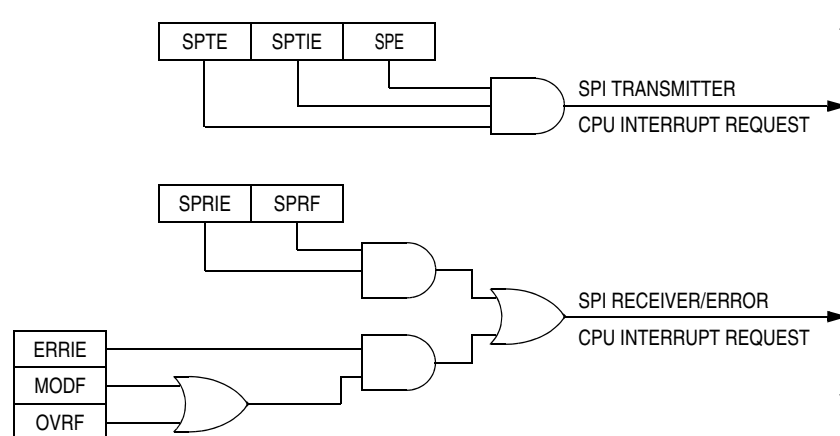 SPTE SPTIE SPE
SPI TRANSMITTER
CPU INTERRUPT REQUEST
SPRIE SPRF
SPI RECEIVER/ERROR
CPU INTERRUPT REQUEST
ERRIE
MODF
OVRF